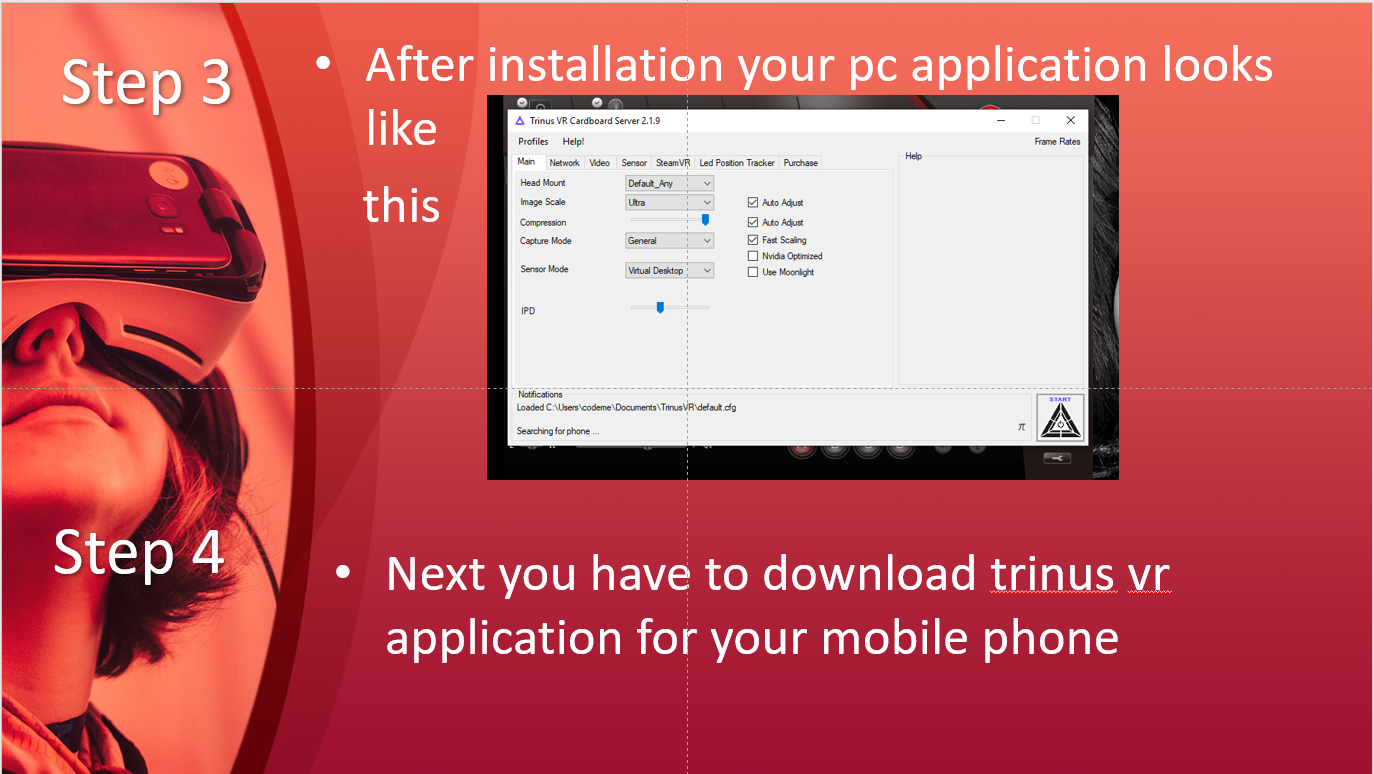 Step 3
• After installation your pc application looks
like
this
Trinus VR Cardboard Server 2.1.9
Profiles Help! Frame Rates
Main Network Video Sensor SteamVR Led Position Tracker Purchase
Help
Head Mount Default_Any
Image Scale Ultra Auto Adjust
Compression Auto Adjust
Capture Mode General Fast Scaling
Nvidia Optimized
Sensor Mode Virtual Desktop Use Moonlight
IPD
Notifications
Loaded C:\Users\codeme\Documents\TrinusVR\default.cfg
START
Searching for phone ... π
Step 4
• Next you have to download trinus vr
application for your mobile phone